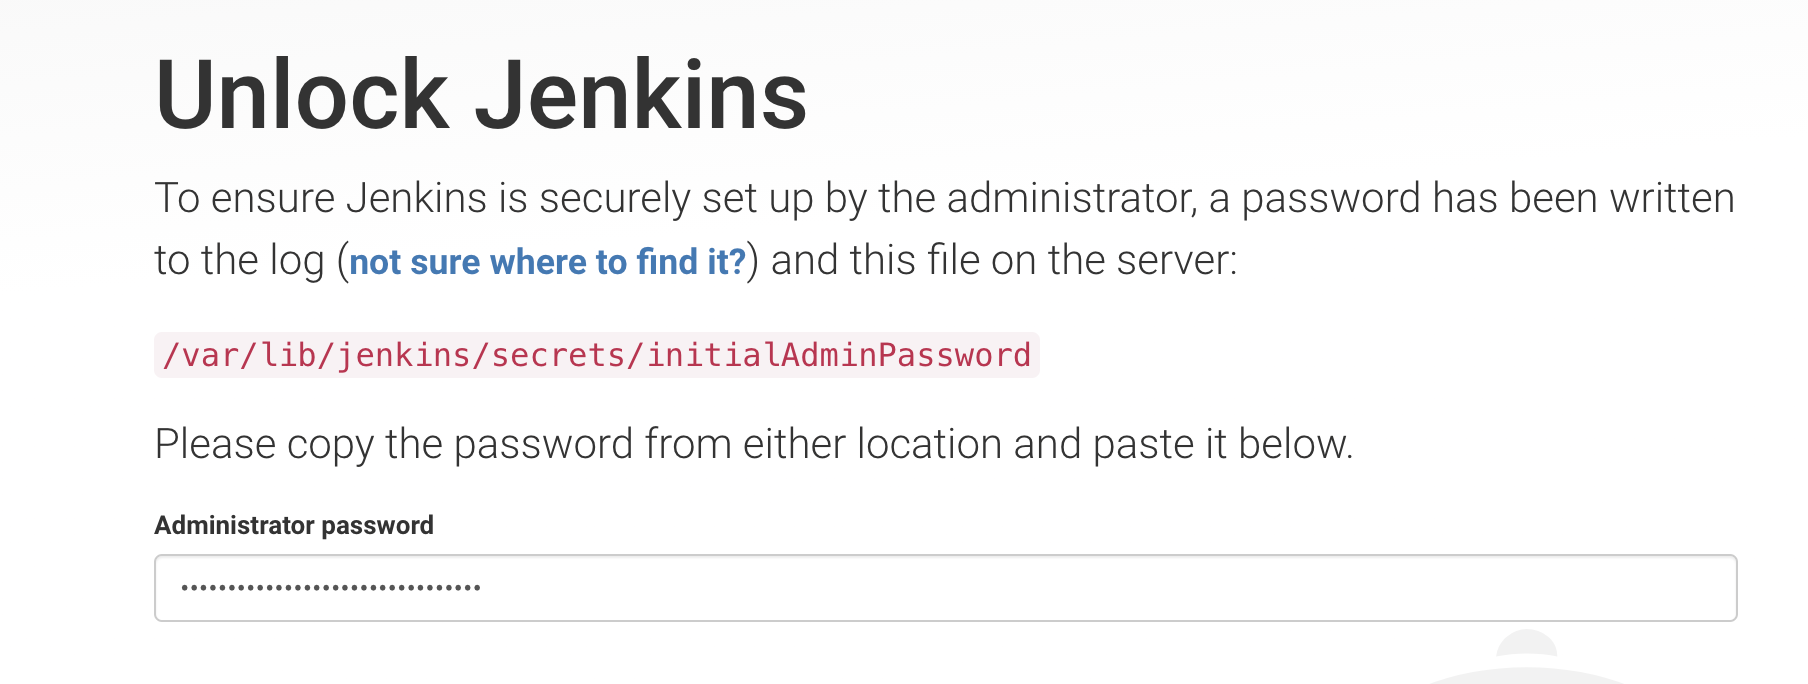 Unlock Jenkins
To ensure Jenkins is securely set up by the administrator, a password has been written
to the log (not sure where to find it?) and this file on the server:
/var/lib/jenkins/secrets/initialAdminPassword
Please copy the password from either location and paste it below.
Administrator password
••••••••••••••••••••••••••••••••